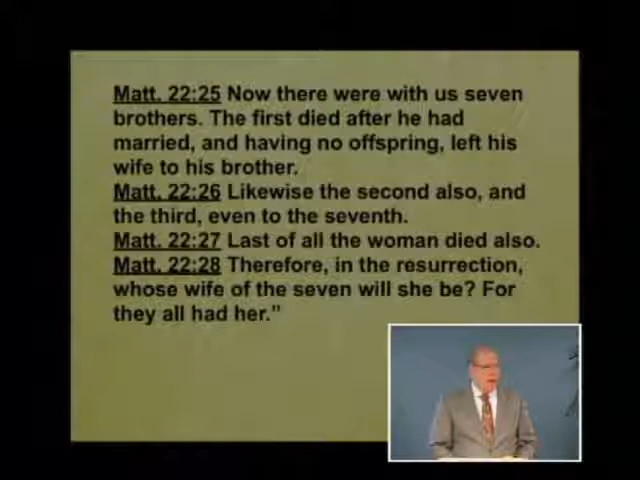 Matt. 22:25 Now there were with us seven
brothers. The first died after he had
married, and having no offspring, left his
wife to his brother.
Matt. 22:26 Likewise the second also, and
the third, even to the seventh.
Matt. 22:27 Last of all the woman died also.
Matt. 22:28 Therefore, in the resurrection,
whose wife of the seven will she be? For
they all had her.”